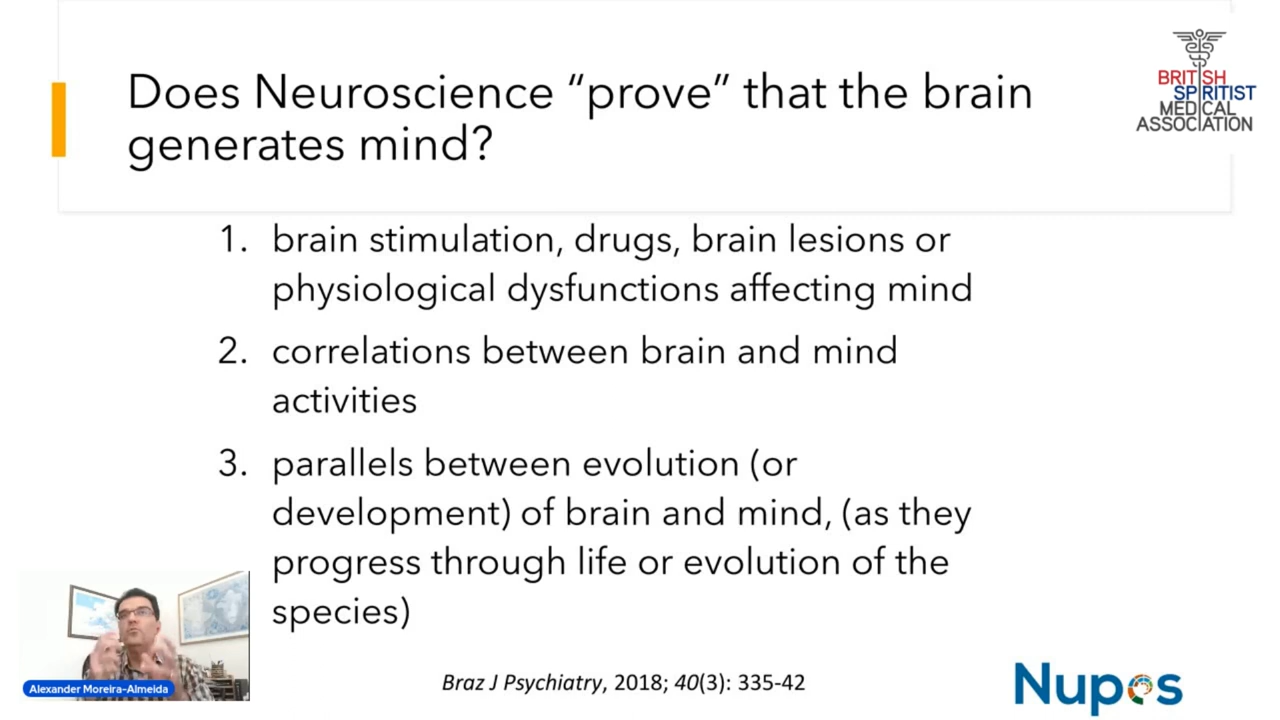 Does Neuroscience “prove” that the brain
generates mind?
BRITISH
SPIRITIST
MEDICAL
ASSOCIATION
1. brain stimulation, drugs, brain lesions or
physiological dysfunctions affecting mind
2. correlations between brain and mind
activities
3. parallels between evolution (or
development) of brain and mind, (as they
progress through life or evolution of the
species)
Alexander Moreira-Almeida
Braz J Psychiatry, 2018; 40(3): 335-42
Nupes